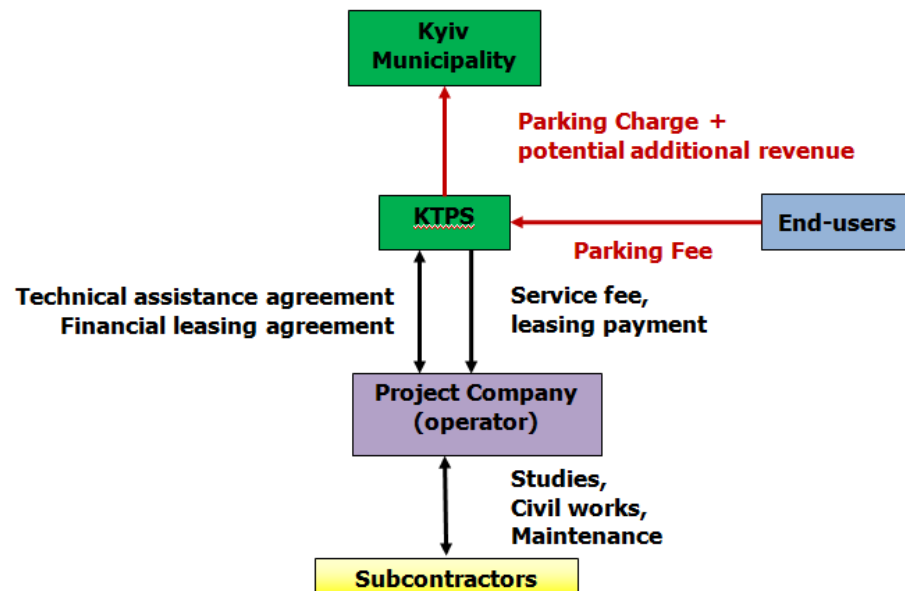 Kyiv
Municipality
Parking Charge +
potential additional revenue
KTPS
End-users
Parking Fee
Technical assistance agreement
Financial leasing agreement
Service fee,
leasing payment
Project Company
(operator)
Studies,
Civil works,
Maintenance
Subcontractors